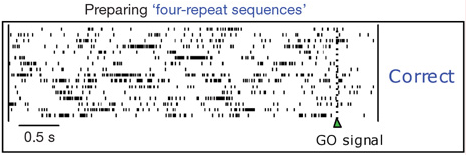 Preparing ‘four-repeat sequences’
Correct
0.5 s
GO signal